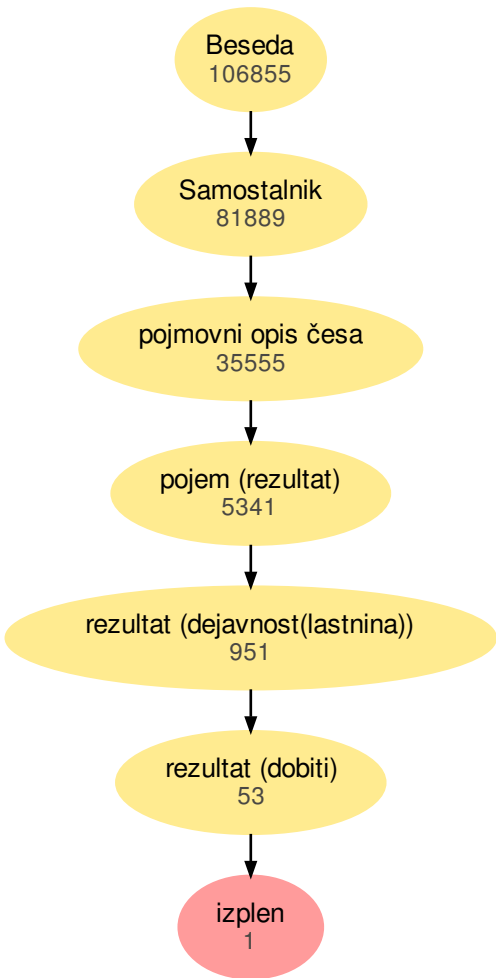 Beseda
106855
Samostalnik
81889
pojmovni opis česa
35555
pojem (rezultat)
5341
rezultat (dejavnost(lastnina))
951
rezultat (dobiti)
53
izplen
1